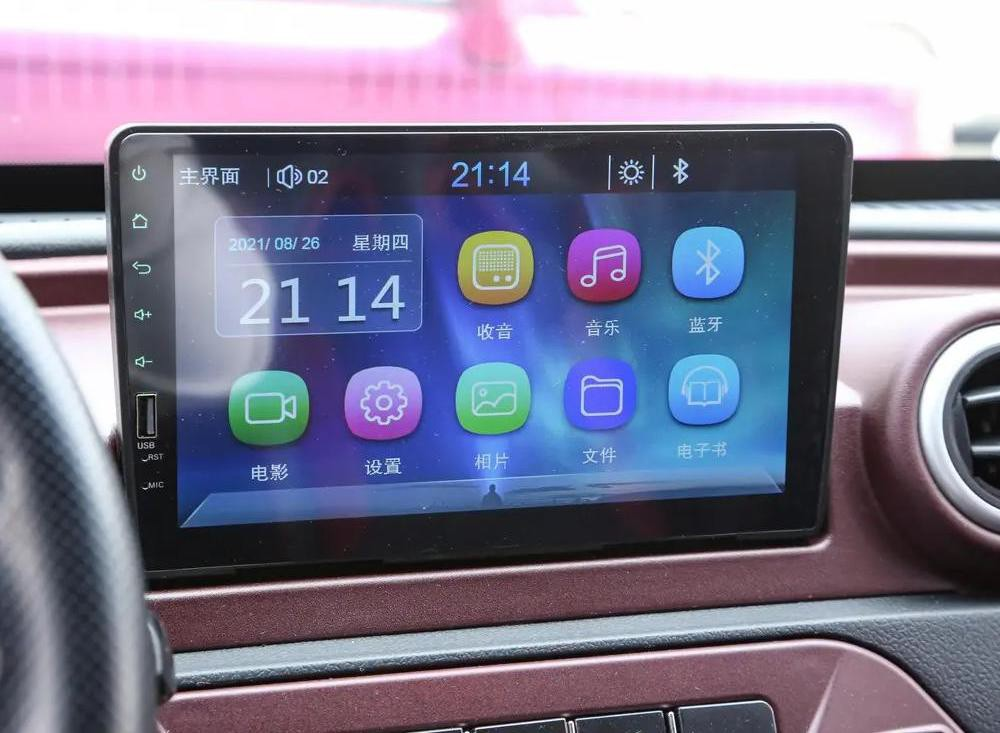 主界面 02 21:14
2021/ 08/ 26 星期四
21 14
收音 音乐 蓝牙
电影 设置 相片 文件 电子书
USB
RST
MIC